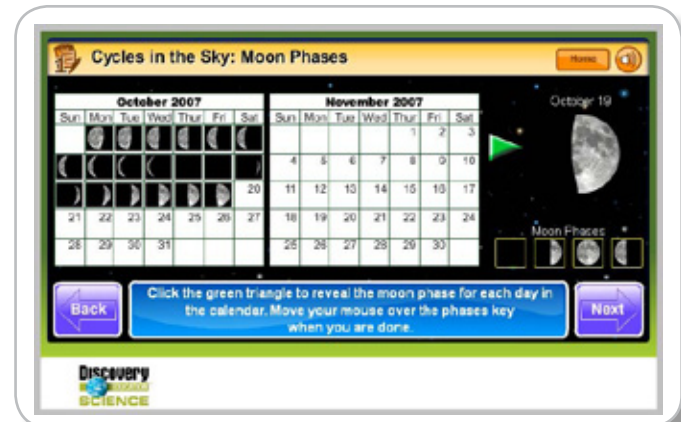 Cycles in the Sky: Moon Phases
Home
October 2007
Sun Mon Tue Wed Thur Fri Sat
20
21 22 23 24 25 26 27
28 29 30 31
November 2007
Sun Mon Tue Wed Thur Fri Sat
1 2 3
4 5 6 7 8 9 10
11 12 13 14 15 16 17
18 19 20 21 22 23 24
25 26 27 28 29 30
October 19
Moon Phases
Back
Click the green triangle to reveal the moon phase for each day in
the calendar. Move your mouse over the phases key
when you are done.
Next
Discovery
EDUCATION
SCIENCE